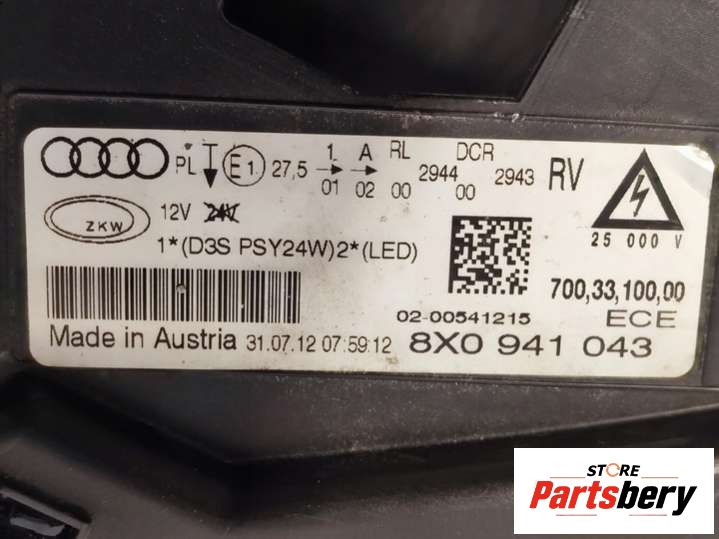 PL E1 27,5 1 01 A 02 RL 00 2944 DCR 00 2943 RV
ZKW 12V 24V
25 000 V
1*(D3S PSY24W)2*(LED)
700,33,100,00
02-00541215 ECE
Made in Austria 31.07.12 07:59:12 8X0 941 043
STORE
Partsbery